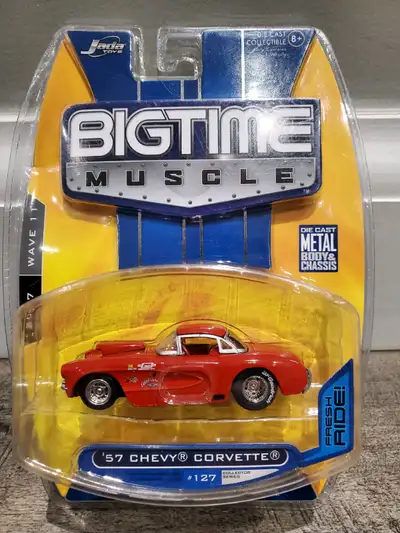 Jada
TOYS
DIE CAST
COLLECTIBLE
8+
BIGTIME
MUSCLE
WAVE 11
DIE CAST
METAL
BODY &
CHASSIS
FRESH
RIDE!
'57 CHEVY® CORVETTE®
#127
COLLECTOR
SERIES